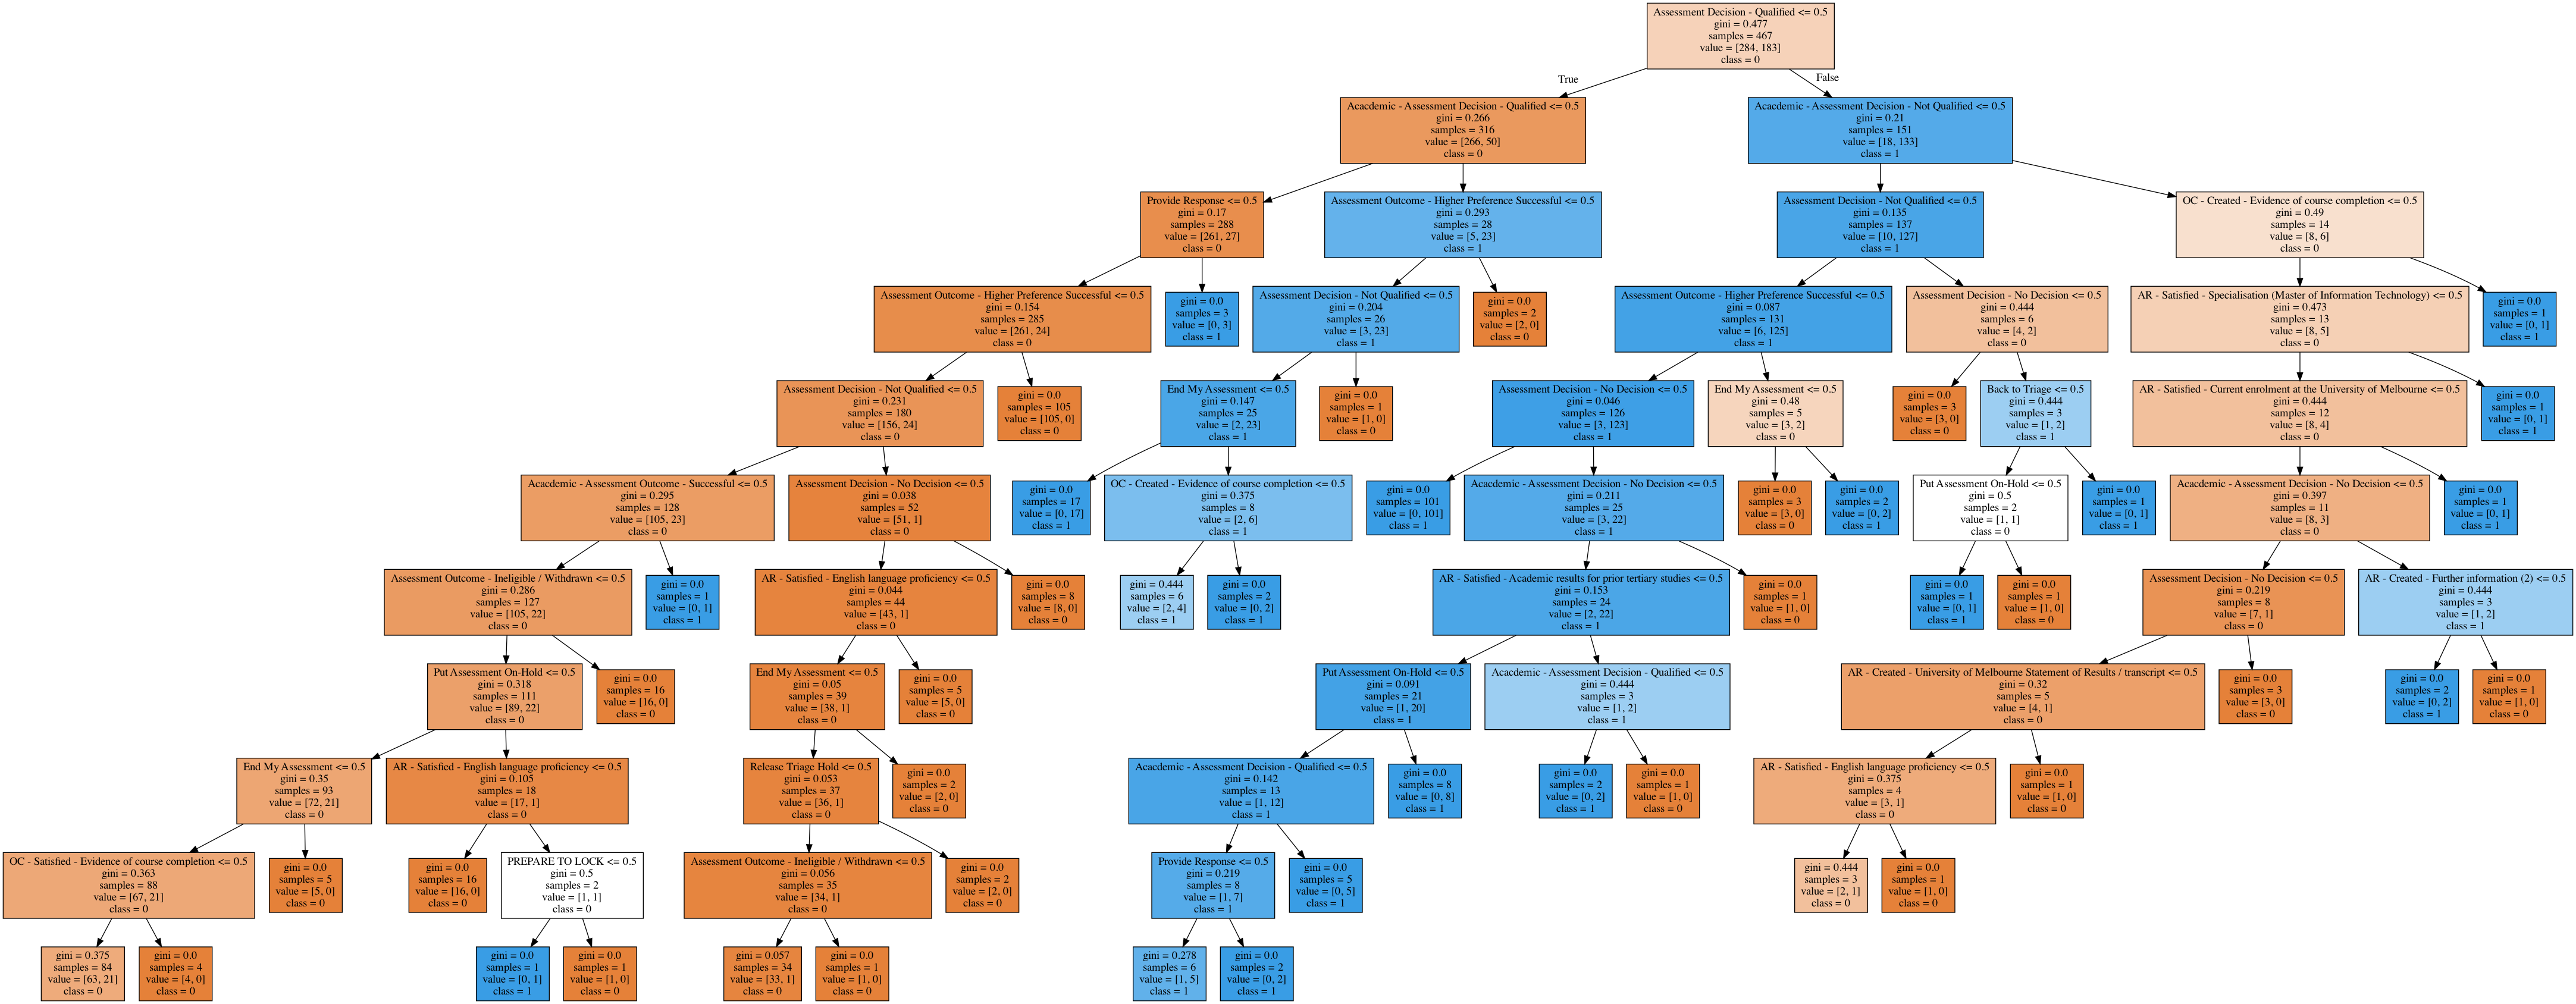 Assessment Decision - Qualified <= 0.5
gini = 0.477
samples = 467
value = [284, 183]
class = 0
True
False
Acacdemic - Assessment Decision - Qualified <= 0.5
gini = 0.266
samples = 316
value = [266, 50]
class = 0
Acacdemic - Assessment Decision - Not Qualified <= 0.5
gini = 0.21
samples = 151
value = [18, 133]
class = 1
Provide Response <= 0.5
gini = 0.17
samples = 288
value = [261, 27]
class = 0
Assessment Outcome - Higher Preference Successful <= 0.5
gini = 0.293
samples = 28
value = [5, 23]
class = 1
Assessment Decision - Not Qualified <= 0.5
gini = 0.135
samples = 137
value = [10, 127]
class = 1
OC - Created - Evidence of course completion <= 0.5
gini = 0.49
samples = 14
value = [8, 6]
class = 0
Assessment Outcome - Higher Preference Successful <= 0.5
gini = 0.154
samples = 285
value = [261, 24]
class = 0
gini = 0.0
samples = 3
value = [0, 3]
class = 1
Assessment Decision - Not Qualified <= 0.5
gini = 0.204
samples = 26
value = [3, 23]
class = 1
gini = 0.0
samples = 2
value = [2, 0]
class = 0
Assessment Outcome - Higher Preference Successful <= 0.5
gini = 0.087
samples = 131
value = [6, 125]
class = 1
Assessment Decision - No Decision <= 0.5
gini = 0.444
samples = 6
value = [4, 2]
class = 0
AR - Satisfied - Specialisation (Master of Information Technology) <= 0.5
gini = 0.473
samples = 13
value = [8, 5]
class = 0
gini = 0.0
samples = 1
value = [0, 1]
class = 1
Assessment Decision - Not Qualified <= 0.5
gini = 0.231
samples = 180
value = [156, 24]
class = 0
gini = 0.0
samples = 105
value = [105, 0]
class = 0
End My Assessment <= 0.5
gini = 0.147
samples = 25
value = [2, 23]
class = 1
gini = 0.0
samples = 1
value = [1, 0]
class = 0
Assessment Decision - No Decision <= 0.5
gini = 0.046
samples = 126
value = [3, 123]
class = 1
End My Assessment <= 0.5
gini = 0.48
samples = 5
value = [3, 2]
class = 0
gini = 0.0
samples = 3
value = [3, 0]
class = 0
Back to Triage <= 0.5
gini = 0.444
samples = 3
value = [1, 2]
class = 1
AR - Satisfied - Current enrolment at the University of Melbourne <= 0.5
gini = 0.444
samples = 12
value = [8, 4]
class = 0
gini = 0.0
samples = 1
value = [0, 1]
class = 1
Acacdemic - Assessment Outcome - Successful <= 0.5
gini = 0.295
samples = 128
value = [105, 23]
class = 0
Assessment Decision - No Decision <= 0.5
gini = 0.038
samples = 52
value = [51, 1]
class = 0
gini = 0.0
samples = 17
value = [0, 17]
class = 1
OC - Created - Evidence of course completion <= 0.5
gini = 0.375
samples = 8
value = [2, 6]
class = 1
gini = 0.0
samples = 101
value = [0, 101]
class = 1
Acacdemic - Assessment Decision - No Decision <= 0.5
gini = 0.211
samples = 25
value = [3, 22]
class = 1
gini = 0.0
samples = 3
value = [3, 0]
class = 0
gini = 0.0
samples = 2
value = [0, 2]
class = 1
Put Assessment On-Hold <= 0.5
gini = 0.5
samples = 2
value = [1, 1]
class = 0
gini = 0.0
samples = 1
value = [0, 1]
class = 1
Acacdemic - Assessment Decision - No Decision <= 0.5
gini = 0.397
samples = 11
value = [8, 3]
class = 0
gini = 0.0
samples = 1
value = [0, 1]
class = 1
Assessment Outcome - Ineligible / Withdrawn <= 0.5
gini = 0.286
samples = 127
value = [105, 22]
class = 0
gini = 0.0
samples = 1
value = [0, 1]
class = 1
AR - Satisfied - English language proficiency <= 0.5
gini = 0.044
samples = 44
value = [43, 1]
class = 0
gini = 0.0
samples = 8
value = [8, 0]
class = 0
gini = 0.444
samples = 6
value = [2, 4]
class = 1
gini = 0.0
samples = 2
value = [0, 2]
class = 1
AR - Satisfied - Academic results for prior tertiary studies <= 0.5
gini = 0.153
samples = 24
value = [2, 22]
class = 1
gini = 0.0
samples = 1
value = [1, 0]
class = 0
gini = 0.0
samples = 1
value = [0, 1]
class = 1
gini = 0.0
samples = 1
value = [1, 0]
class = 0
Assessment Decision - No Decision <= 0.5
gini = 0.219
samples = 8
value = [7, 1]
class = 0
AR - Created - Further information (2) <= 0.5
gini = 0.444
samples = 3
value = [1, 2]
class = 1
Put Assessment On-Hold <= 0.5
gini = 0.318
samples = 111
value = [89, 22]
class = 0
gini = 0.0
samples = 16
value = [16, 0]
class = 0
End My Assessment <= 0.5
gini = 0.05
samples = 39
value = [38, 1]
class = 0
gini = 0.0
samples = 5
value = [5, 0]
class = 0
Put Assessment On-Hold <= 0.5
gini = 0.091
samples = 21
value = [1, 20]
class = 1
Acacdemic - Assessment Decision - Qualified <= 0.5
gini = 0.444
samples = 3
value = [1, 2]
class = 1
AR - Created - University of Melbourne Statement of Results / transcript <= 0.5
gini = 0.32
samples = 5
value = [4, 1]
class = 0
gini = 0.0
samples = 3
value = [3, 0]
class = 0
gini = 0.0
samples = 2
value = [0, 2]
class = 1
gini = 0.0
samples = 1
value = [1, 0]
class = 0
End My Assessment <= 0.5
gini = 0.35
samples = 93
value = [72, 21]
class = 0
AR - Satisfied - English language proficiency <= 0.5
gini = 0.105
samples = 18
value = [17, 1]
class = 0
Release Triage Hold <= 0.5
gini = 0.053
samples = 37
value = [36, 1]
class = 0
gini = 0.0
samples = 2
value = [2, 0]
class = 0
Acacdemic - Assessment Decision - Qualified <= 0.5
gini = 0.142
samples = 13
value = [1, 12]
class = 1
gini = 0.0
samples = 8
value = [0, 8]
class = 1
gini = 0.0
samples = 2
value = [0, 2]
class = 1
gini = 0.0
samples = 1
value = [1, 0]
class = 0
AR - Satisfied - English language proficiency <= 0.5
gini = 0.375
samples = 4
value = [3, 1]
class = 0
gini = 0.0
samples = 1
value = [1, 0]
class = 0
OC - Satisfied - Evidence of course completion <= 0.5
gini = 0.363
samples = 88
value = [67, 21]
class = 0
gini = 0.0
samples = 5
value = [5, 0]
class = 0
gini = 0.0
samples = 16
value = [16, 0]
class = 0
PREPARE TO LOCK <= 0.5
gini = 0.5
samples = 2
value = [1, 1]
class = 0
Assessment Outcome - Ineligible / Withdrawn <= 0.5
gini = 0.056
samples = 35
value = [34, 1]
class = 0
gini = 0.0
samples = 2
value = [2, 0]
class = 0
Provide Response <= 0.5
gini = 0.219
samples = 8
value = [1, 7]
class = 1
gini = 0.0
samples = 5
value = [0, 5]
class = 1
gini = 0.444
samples = 3
value = [2, 1]
class = 0
gini = 0.0
samples = 1
value = [1, 0]
class = 0
gini = 0.375
samples = 84
value = [63, 21]
class = 0
gini = 0.0
samples = 4
value = [4, 0]
class = 0
gini = 0.0
samples = 1
value = [0, 1]
class = 1
gini = 0.0
samples = 1
value = [1, 0]
class = 0
gini = 0.057
samples = 34
value = [33, 1]
class = 0
gini = 0.0
samples = 1
value = [1, 0]
class = 0
gini = 0.278
samples = 6
value = [1, 5]
class = 1
gini = 0.0
samples = 2
value = [0, 2]
class = 1